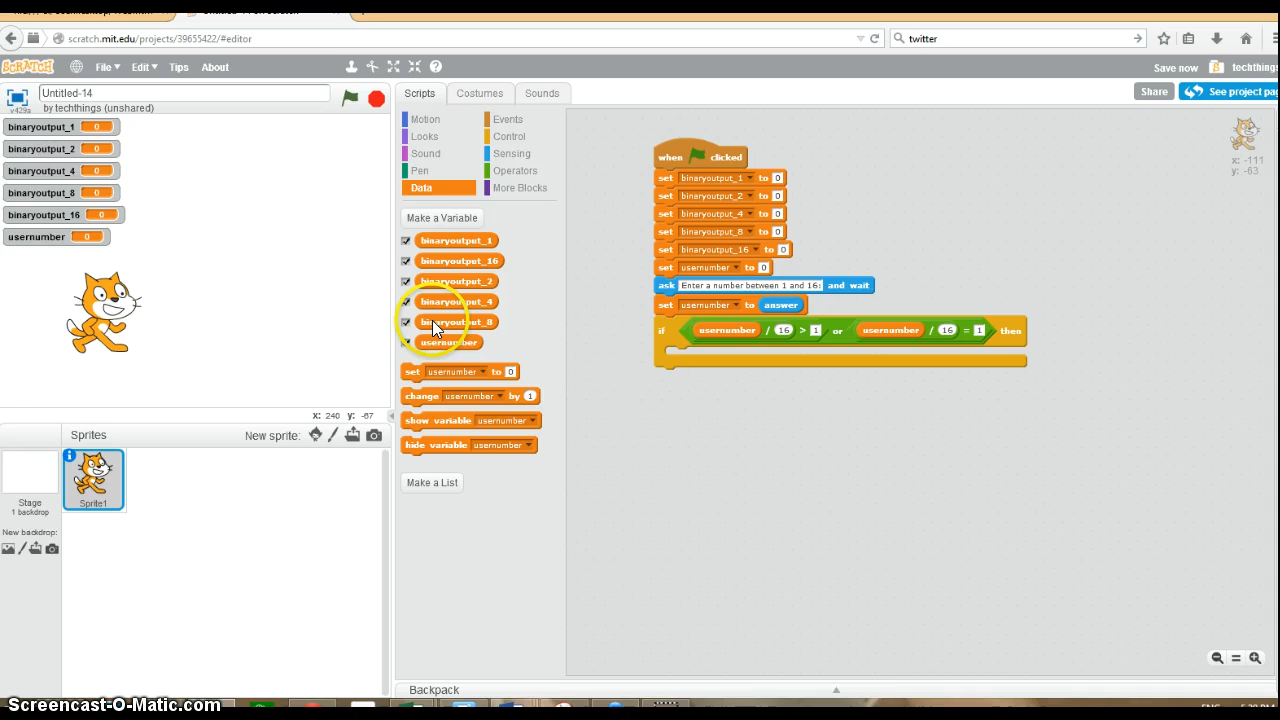 scratch.mit.edu/projects/39655422/#editor
twitter
SCRATCH
File
Edit
Tips
About
Save now
techthings
Untitled-14
by techthings (unshared)
v429a
Scripts
Costumes
Sounds
Share
See project pag
binaryoutput_1 0
binaryoutput_2 0
binaryoutput_4 0
binaryoutput_8 0
binaryoutput_16 0
usernumber 0
Motion
Looks
Sound
Pen
Data
Events
Control
Sensing
Operators
More Blocks
Make a Variable
binaryoutput_1
binaryoutput_16
binaryoutput_2
binaryoutput_4
binaryoutput_8
usernumber
set usernumber to 0
change usernumber by 1
show variable usernumber
hide variable usernumber
Make a List
when clicked
set binaryoutput_1 to 0
set binaryoutput_2 to 0
set binaryoutput_4 to 0
set binaryoutput_8 to 0
set binaryoutput_16 to 0
set usernumber to 0
ask Enter a number between 1 and 16: and wait
set usernumber to answer
if usernumber / 16 > 1 or usernumber / 16 = 1 then
x: -111
y: -63
x: 240 y: -67
Sprites
New sprite:
Stage
1 backdrop
New backdrop:
Sprite1
Backpack
Screencast-O-Matic.com